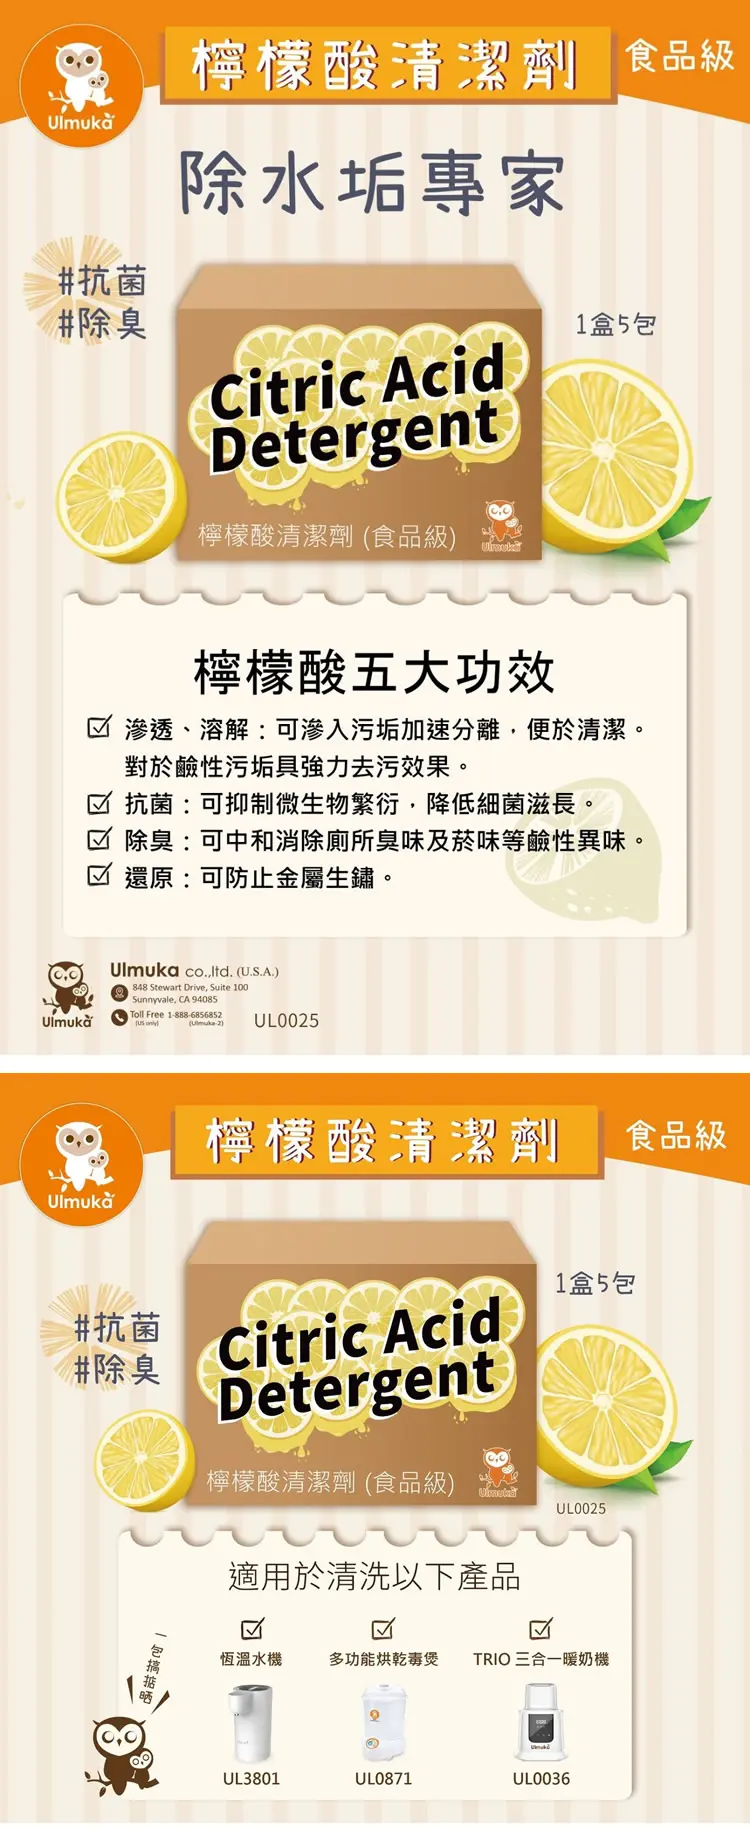 Ulmuka
檸檬酸清潔劑
食品級
除水垢專家
#抗菌
#除臭
1盒5包
Citric Acid
Detergent
檸檬酸清潔劑 (食品級)
Ulmuka
檸檬酸五大功效
滲透、溶解：可滲入污垢加速分離，便於清潔。
對於鹼性污垢具強力去污效果。
抗菌：可抑制微生物繁衍，降低細菌滋長。
除臭：可中和消除廁所臭味及菸味等鹼性異味。
還原：可防止金屬生鏽。
Ulmuka
Ulmuka co.,ltd. (U.S.A.)
848 Stewart Drive, Suite 100
Sunnyvale, CA 94085
Toll Free 1-888-6856852
(US only) (Ulmuka-2)
UL0025
Ulmuka
檸檬酸清潔劑
食品級
1盒5包
#抗菌
#除臭
Citric Acid
Detergent
檸檬酸清潔劑 (食品級)
Ulmuka
UL0025
適用於清洗以下產品
一包搞掂晒
恆溫水機
多功能烘乾毒煲
TRIO 三合一暖奶機
Ulmuka
UL3801
UL0871
UL0036